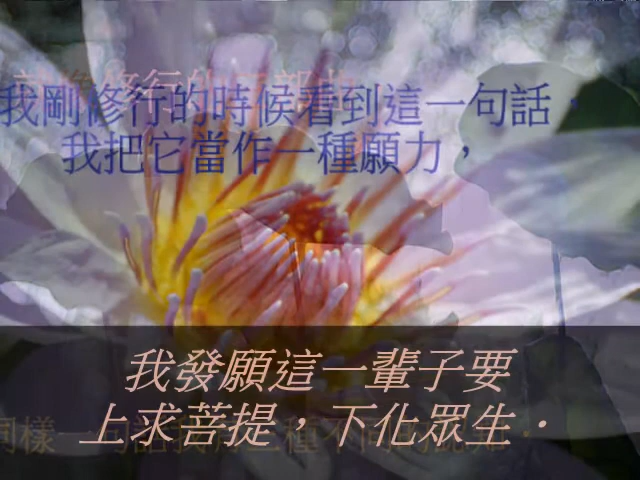 我剛修行的時候看到這一句話．
我把它當作一種願力，
我發願這一輩子要
上求菩提，下化眾生．